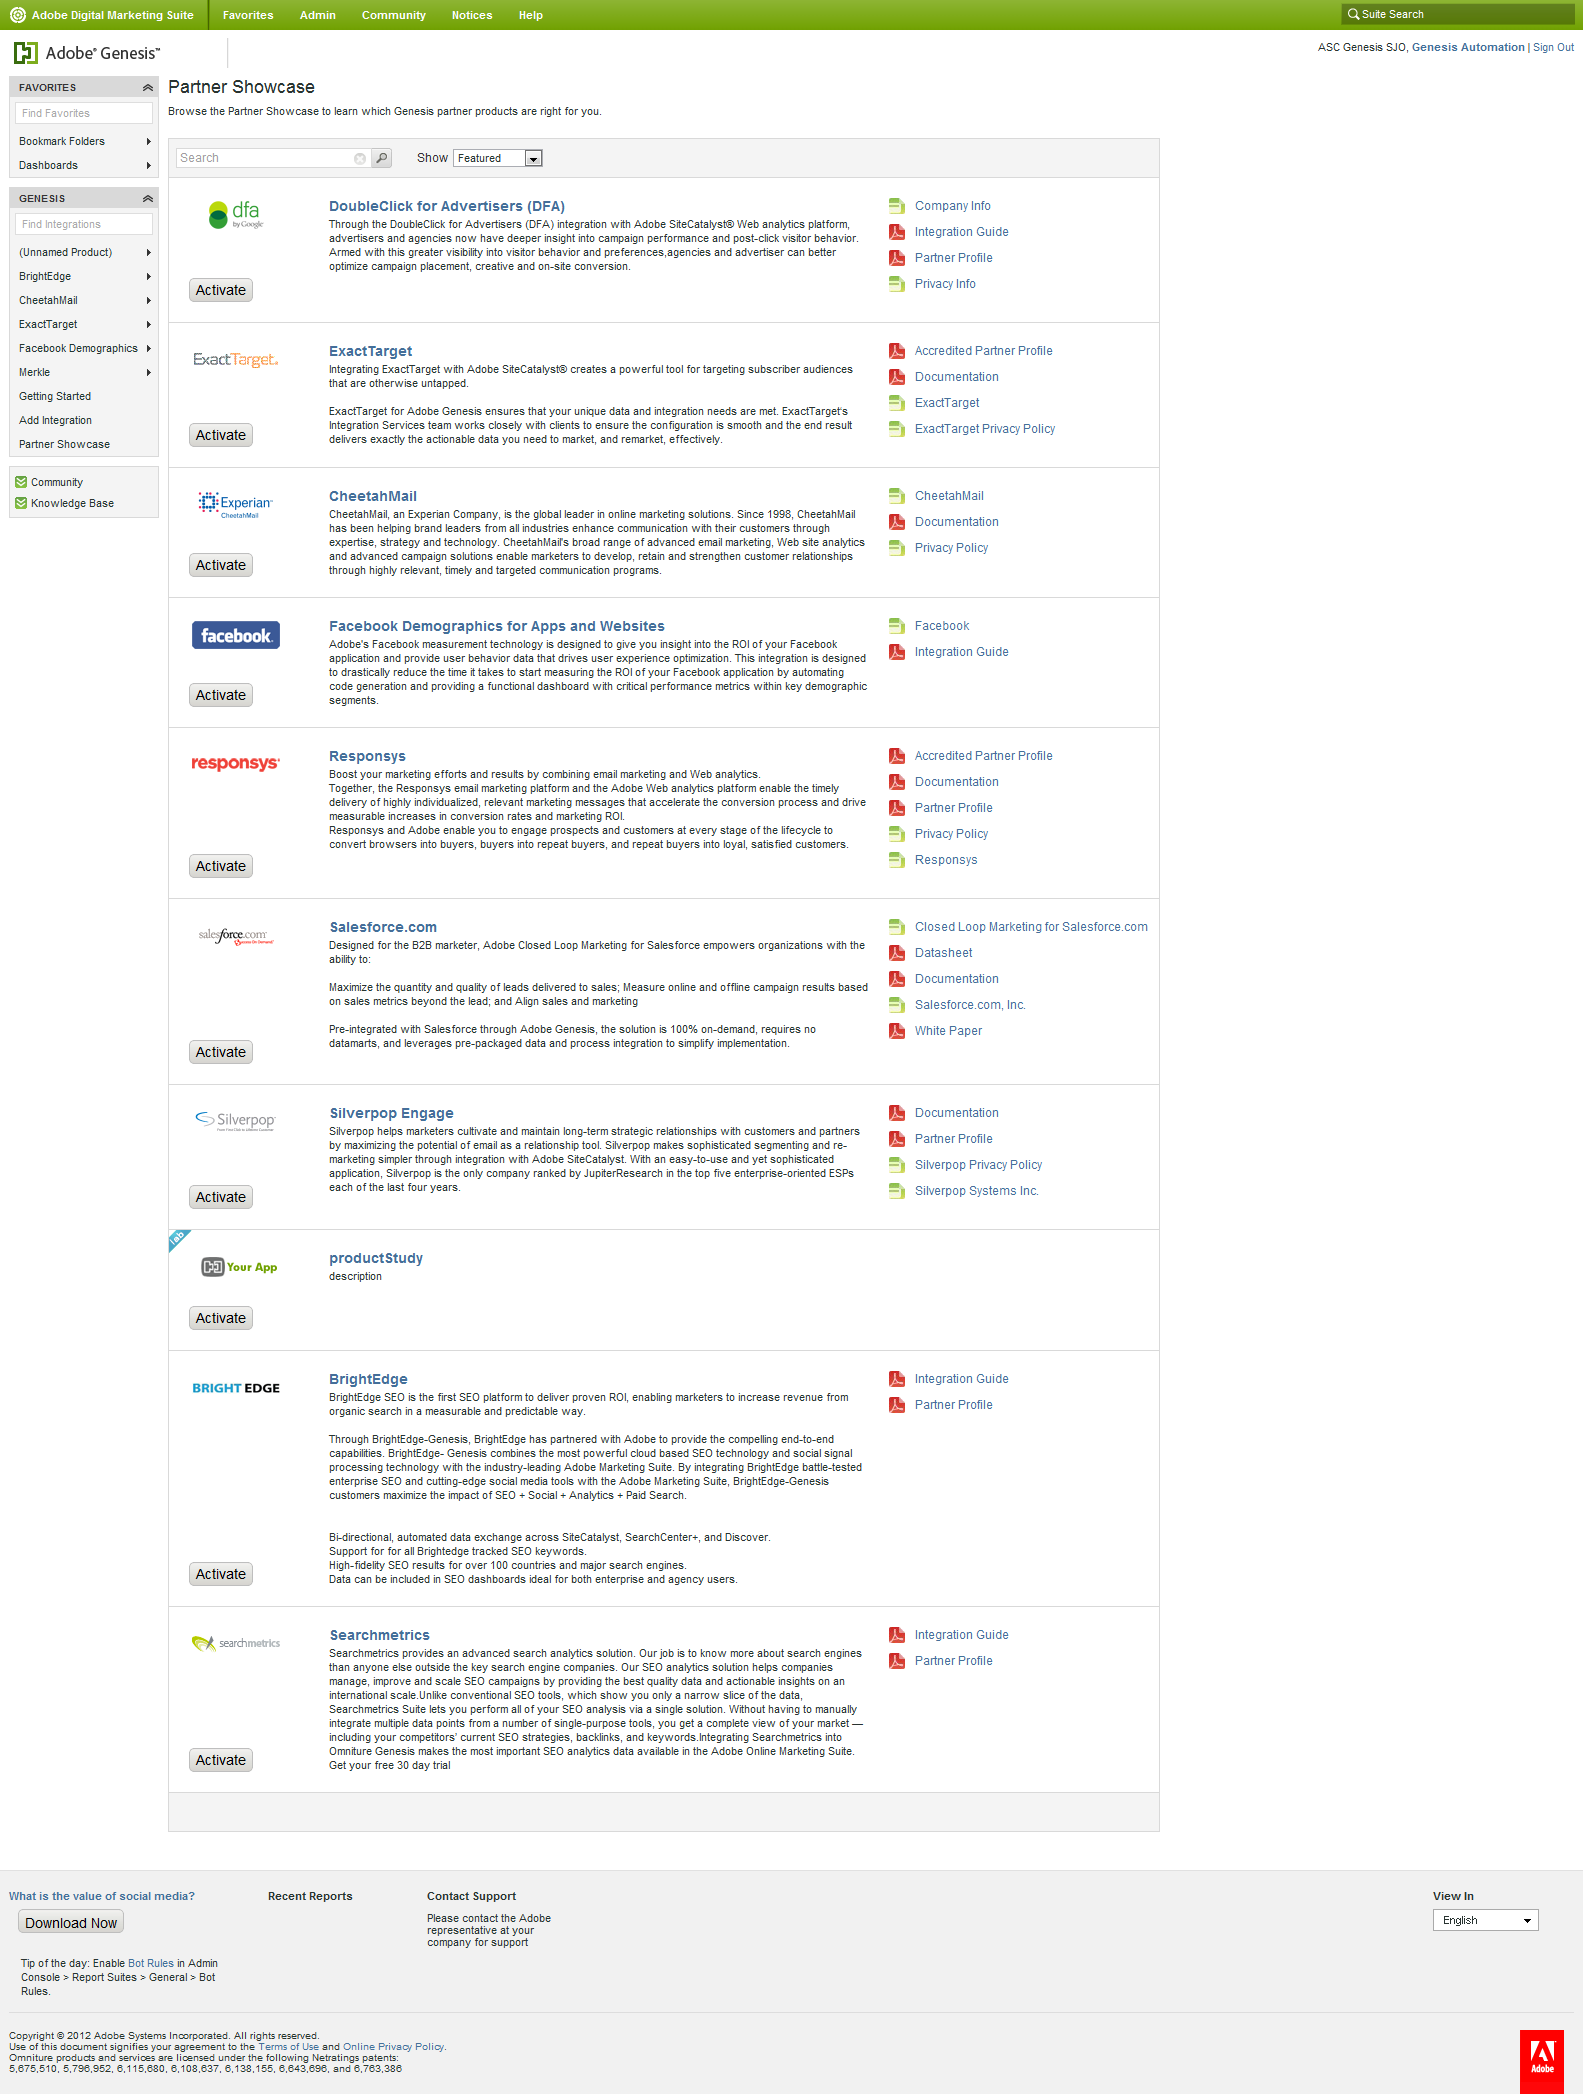 Adobe Digital Marketing Suite Favorites Admin Community Notices Help Suite Search
Adobe® Genesis™
ASC Genesis SJO, Genesis Automation | Sign Out
FAVORITES
Find Favorites
Bookmark Folders
Dashboards
GENESIS
Find Integrations
(Unnamed Product)
BrightEdge
CheetahMail
ExactTarget
Facebook Demographics
Merkle
Getting Started
Add Integration
Partner Showcase
Community
Knowledge Base
Partner Showcase
Browse the Partner Showcase to learn which Genesis partner products are right for you.
Search Show Featured
dfa
by Google
Activate
DoubleClick for Advertisers (DFA)
Through the DoubleClick for Advertisers (DFA) integration with Adobe SiteCatalyst® Web analytics platform,
advertisers and agencies now have deeper insight into campaign performance and post-click visitor behavior.
Armed with this greater visibility into visitor behavior and preferences,agencies and advertiser can better
optimize campaign placement, creative and on-site conversion.
Company Info
Integration Guide
Partner Profile
Privacy Info
ExactTarget.
Activate
ExactTarget
Integrating ExactTarget with Adobe SiteCatalyst® creates a powerful tool for targeting subscriber audiences
that are otherwise untapped.
ExactTarget for Adobe Genesis ensures that your unique data and integration needs are met. ExactTarget's
Integration Services team works closely with clients to ensure the configuration is smooth and the end result
delivers exactly the actionable data you need to market, and remarket, effectively.
Accredited Partner Profile
Documentation
ExactTarget
ExactTarget Privacy Policy
Experian™
CheetahMail
Activate
CheetahMail
CheetahMail, an Experian Company, is the global leader in online marketing solutions. Since 1998, CheetahMail
has been helping brand leaders from all industries enhance communication with their customers through
expertise, strategy and technology. CheetahMail's broad range of advanced email marketing, Web site analytics
and advanced campaign solutions enable marketers to develop, retain and strengthen customer relationships
through highly relevant, timely and targeted communication programs.
CheetahMail
Documentation
Privacy Policy
facebook.
Activate
Facebook Demographics for Apps and Websites
Adobe's Facebook measurement technology is designed to give you insight into the ROI of your Facebook
application and provide user behavior data that drives user experience optimization. This integration is designed
to drastically reduce the time it takes to start measuring the ROI of your Facebook application by automating
code generation and providing a functional dashboard with critical performance metrics within key demographic
segments.
Facebook
Integration Guide
responsys®
Activate
Responsys
Boost your marketing efforts and results by combining email marketing and Web analytics.
Together, the Responsys email marketing platform and the Adobe Web analytics platform enable the timely
delivery of highly individualized, relevant marketing messages that accelerate the conversion process and drive
measurable increases in conversion rates and marketing ROI.
Responsys and Adobe enable you to engage prospects and customers at every stage of the lifecycle to
convert browsers into buyers, buyers into repeat buyers, and repeat buyers into loyal, satisfied customers.
Accredited Partner Profile
Documentation
Partner Profile
Privacy Policy
Responsys
salesforce.com
Success On Demand
Activate
Salesforce.com
Designed for the B2B marketer, Adobe Closed Loop Marketing for Salesforce empowers organizations with the
ability to:
Maximize the quantity and quality of leads delivered to sales; Measure online and offline campaign results based
on sales metrics beyond the lead; and Align sales and marketing
Pre-integrated with Salesforce through Adobe Genesis, the solution is 100% on-demand, requires no
datamarts, and leverages pre-packaged data and process integration to simplify implementation.
Closed Loop Marketing for Salesforce.com
Datasheet
Documentation
Salesforce.com, Inc.
White Paper
Silverpop
Activate
Silverpop Engage
Silverpop helps marketers cultivate and maintain long-term strategic relationships with customers and partners
by maximizing the potential of email as a relationship tool. Silverpop makes sophisticated segmenting and re-
marketing simpler through integration with Adobe SiteCatalyst. With an easy-to-use and yet sophisticated
application, Silverpop is the only company ranked by JupiterResearch in the top five enterprise-oriented ESPs
each of the last four years.
Documentation
Partner Profile
Silverpop Privacy Policy
Silverpop Systems Inc.
lab
Your App
Activate
productStudy
description
BRIGHT EDGE
Activate
BrightEdge
BrightEdge SEO is the first SEO platform to deliver proven ROI, enabling marketers to increase revenue from
organic search in a measurable and predictable way.
Through BrightEdge-Genesis, BrightEdge has partnered with Adobe to provide the compelling end-to-end
capabilities. BrightEdge- Genesis combines the most powerful cloud based SEO technology and social signal
processing technology with the industry-leading Adobe Marketing Suite. By integrating BrightEdge battle-tested
enterprise SEO and cutting-edge social media tools with the Adobe Marketing Suite, BrightEdge-Genesis
customers maximize the impact of SEO + Social + Analytics + Paid Search.
Bi-directional, automated data exchange across SiteCatalyst, SearchCenter+, and Discover.
Support for for all Brightedge tracked SEO keywords.
High-fidelity SEO results for over 100 countries and major search engines.
Data can be included in SEO dashboards ideal for both enterprise and agency users.
Integration Guide
Partner Profile
searchmetrics
Activate
Searchmetrics
Searchmetrics provides an advanced search analytics solution. Our job is to know more about search engines
than anyone else outside the key search engine companies. Our SEO analytics solution helps companies
manage, improve and scale SEO campaigns by providing the best quality data and actionable insights on an
international scale.Unlike conventional SEO tools, which show you only a narrow slice of the data,
Searchmetrics Suite lets you perform all of your SEO analysis via a single solution. Without having to manually
integrate multiple data points from a number of single-purpose tools, you get a complete view of your market —
including your competitors' current SEO strategies, backlinks, and keywords.Integrating Searchmetrics into
Omniture Genesis makes the most important SEO analytics data available in the Adobe Online Marketing Suite.
Get your free 30 day trial
Integration Guide
Partner Profile
What is the value of social media?
Download Now
Tip of the day: Enable Bot Rules in Admin
Console > Report Suites > General > Bot
Rules.
Recent Reports
Contact Support
Please contact the Adobe
representative at your
company for support
View In
English
Copyright © 2012 Adobe Systems Incorporated. All rights reserved.
Use of this document signifies your agreement to the Terms of Use and Online Privacy Policy.
Omniture products and services are licensed under the following Netratings patents:
5,675,510, 5,796,952, 6,115,680, 6,108,637, 6,138,155, 6,643,696, and 6,763,386
Adobe